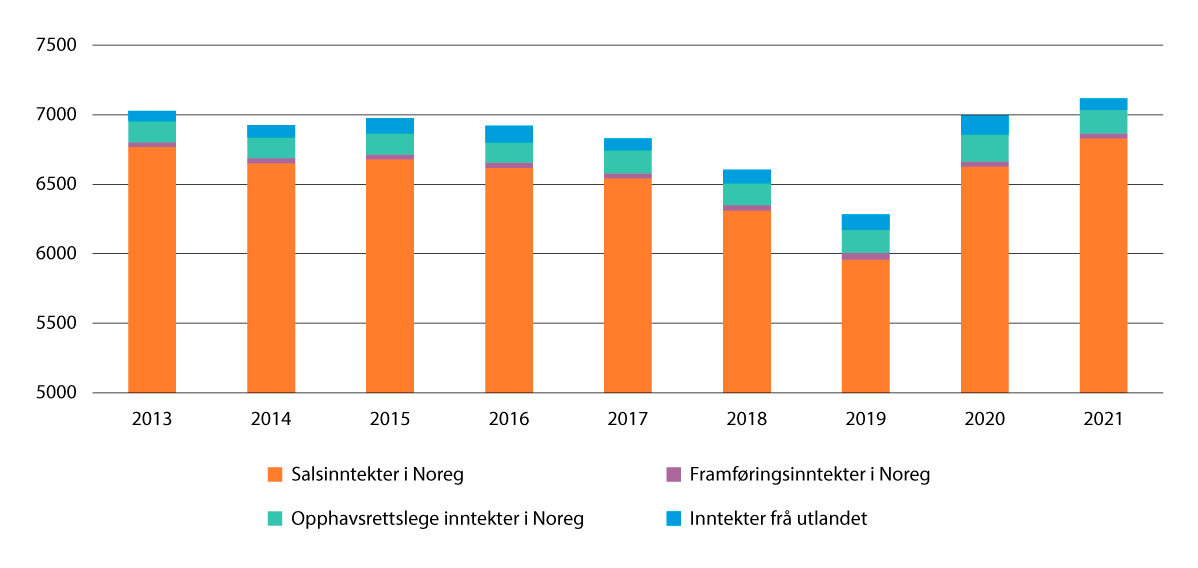 7500
7000
6500
6000
5500
5000
2013 2014 2015 2016 2017 2018 2019 2020 2021
Salsinntekter i Noreg Framføringsinntekter i Noreg
Opphavsrettslege inntekter i Noreg Inntekter frå utlandet